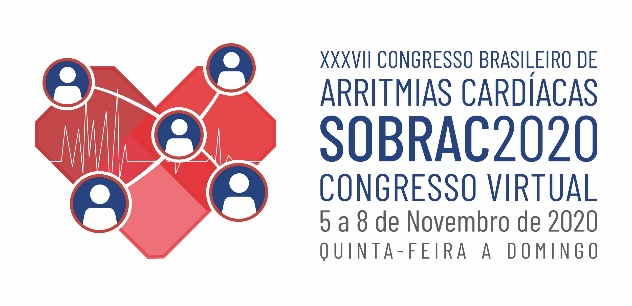 XXXVII CONGRESSO BRASILEIRO DE
ARRITMIAS CARDÍACAS
SOBRAC2020
CONGRESSO VIRTUAL
5 a 8 de Novembro de 2020
QUINTA-FEIRA A DOMINGO